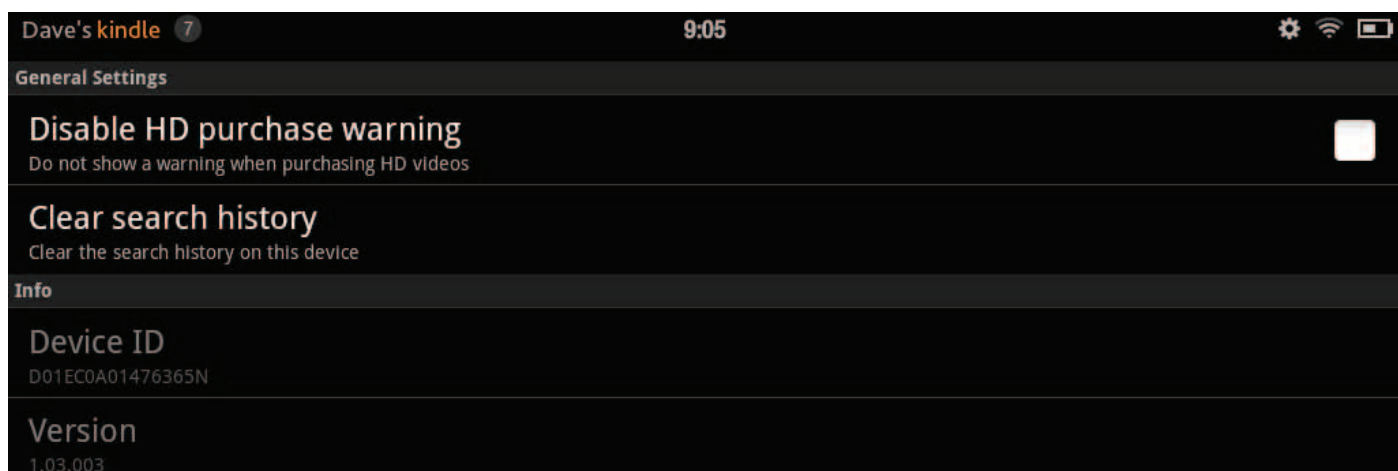 Dave's kindle 7 9:05
General Settings
Disable HD purchase warning
Do not show a warning when purchasing HD videos
Clear search history
Clear the search history on this device
Info
Device ID
D01EC0A01476365N
Version
1.03.003